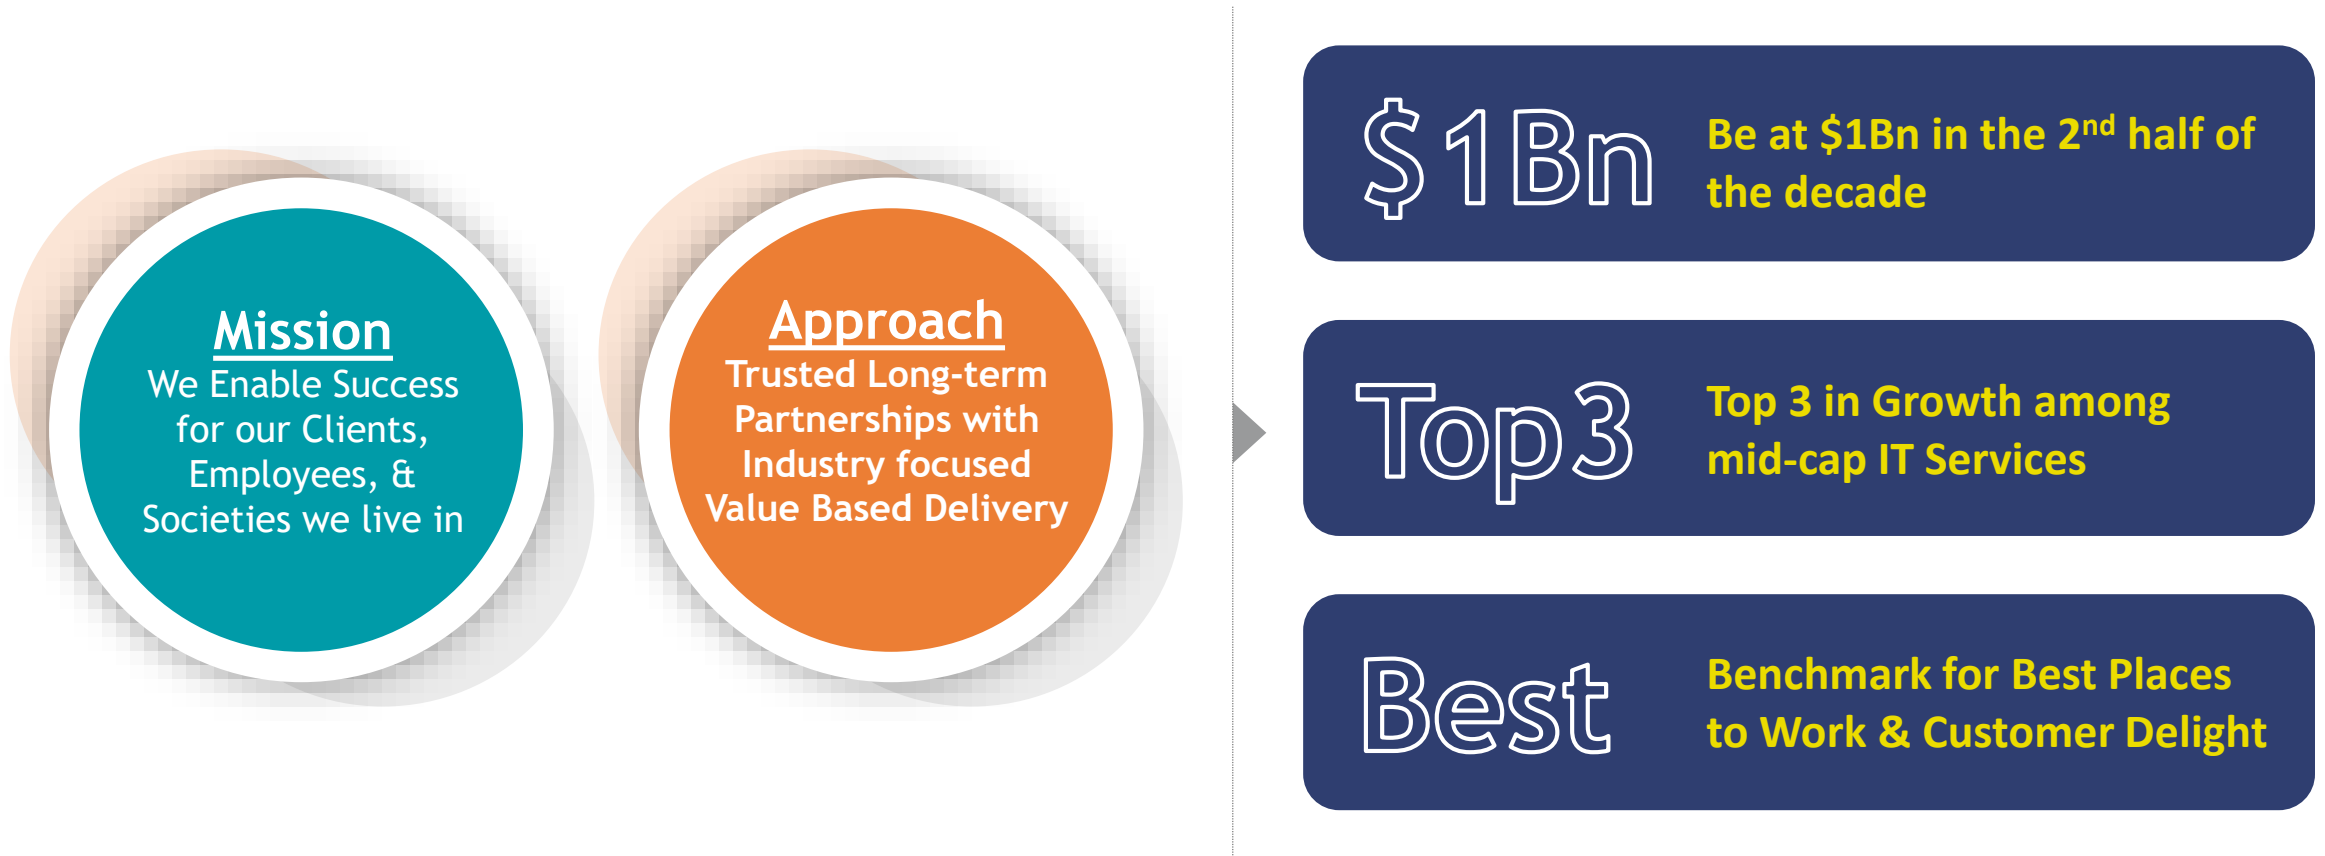 Mission
We Enable Success
for our Clients,
Employees, &
Societies we live in
Approach
Trusted Long-term
Partnerships with
Industry focused
Value Based Delivery
$1Bn
Be at $1Bn in the 2nd half of
the decade
Top3
Top 3 in Growth among
mid-cap IT Services
Best
Benchmark for Best Places
to Work & Customer Delight